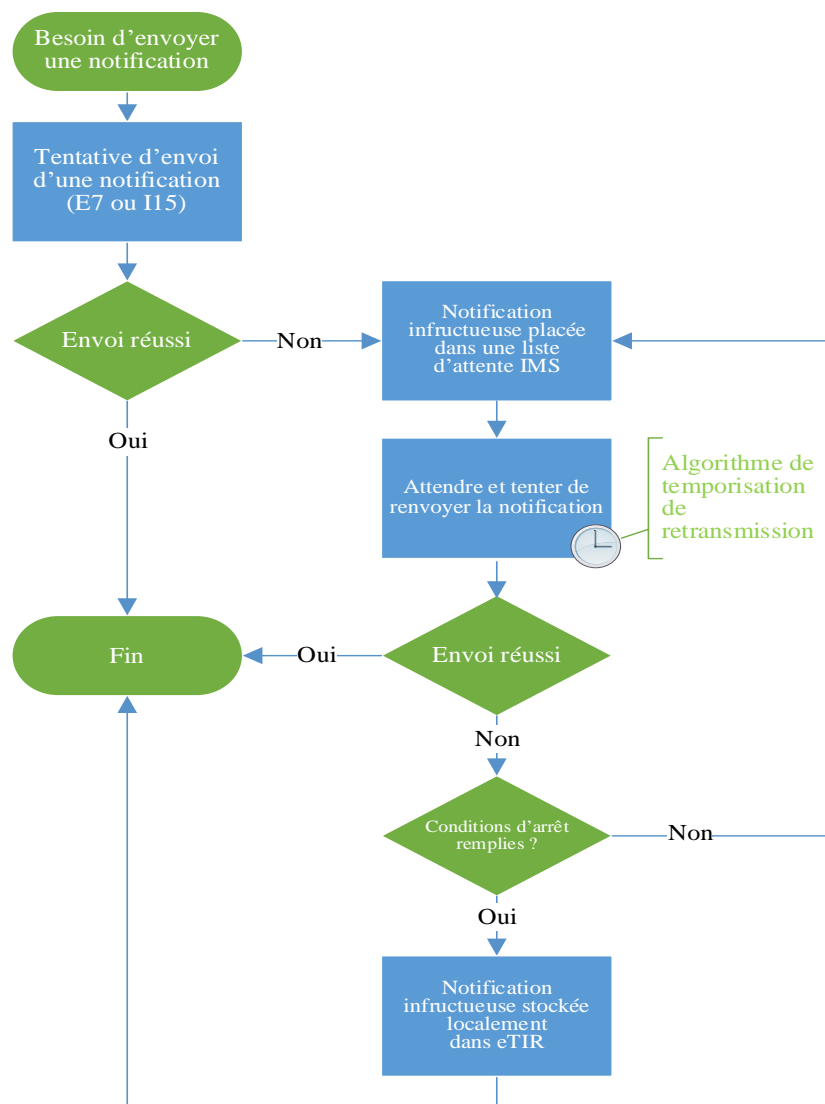 Besoin d'envoyer
une notification
Tentative d'envoi
d'une notification
(E7 ou I15)
Envoi réussi
Non
Notification
infructueuse placée
dans une liste
d'attente IMS
Oui
Attendre et tenter de
renvoyer la notification
Algorithme de
temporisation
de
retransmission
Fin
Oui
Envoi réussi
Non
Conditions d'arrêt
remplies ?
Non
Oui
Notification
infructueuse stockée
localement
dans eTIR